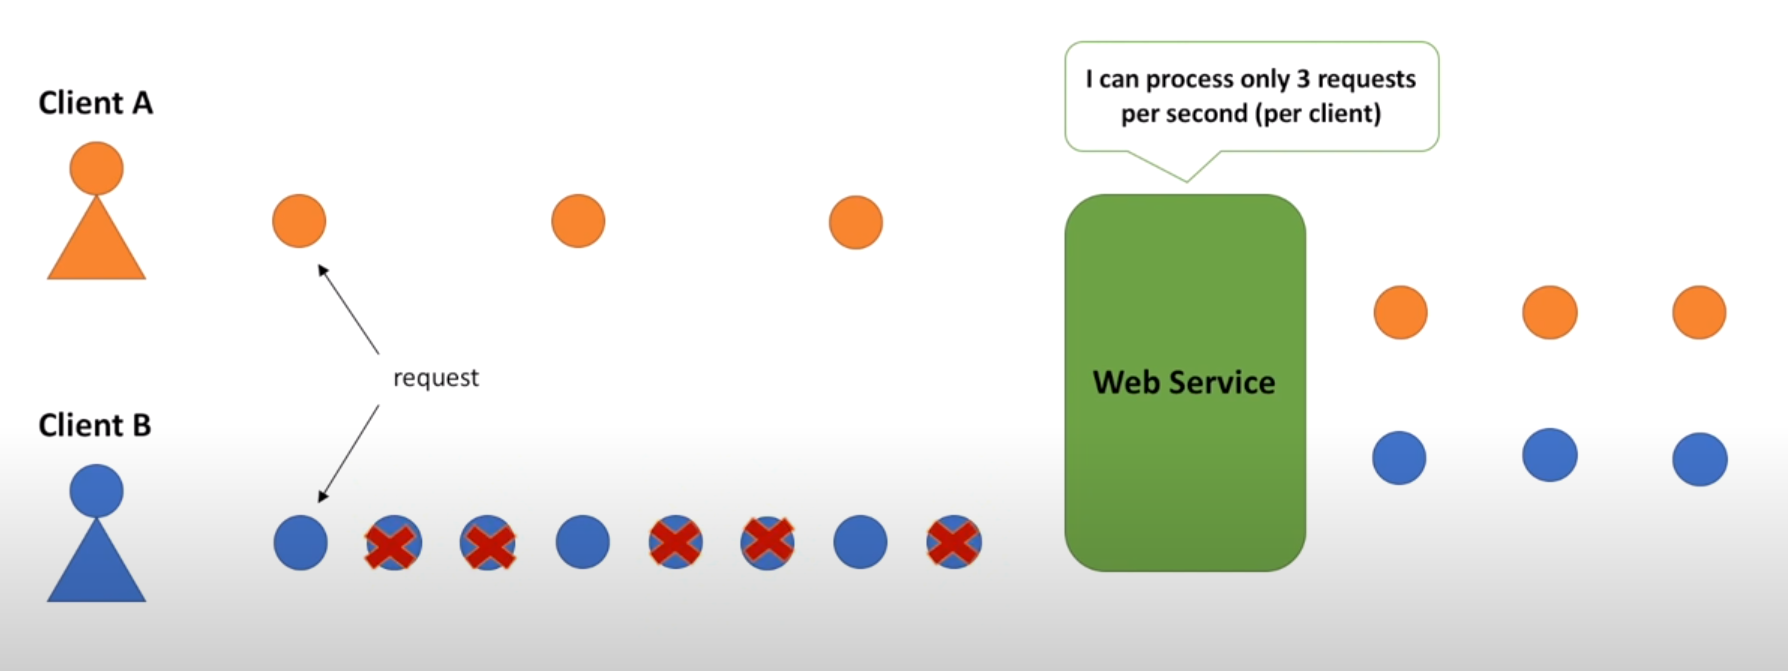 Client A
I can process only 3 requests
per second (per client)
request
Web Service
Client B